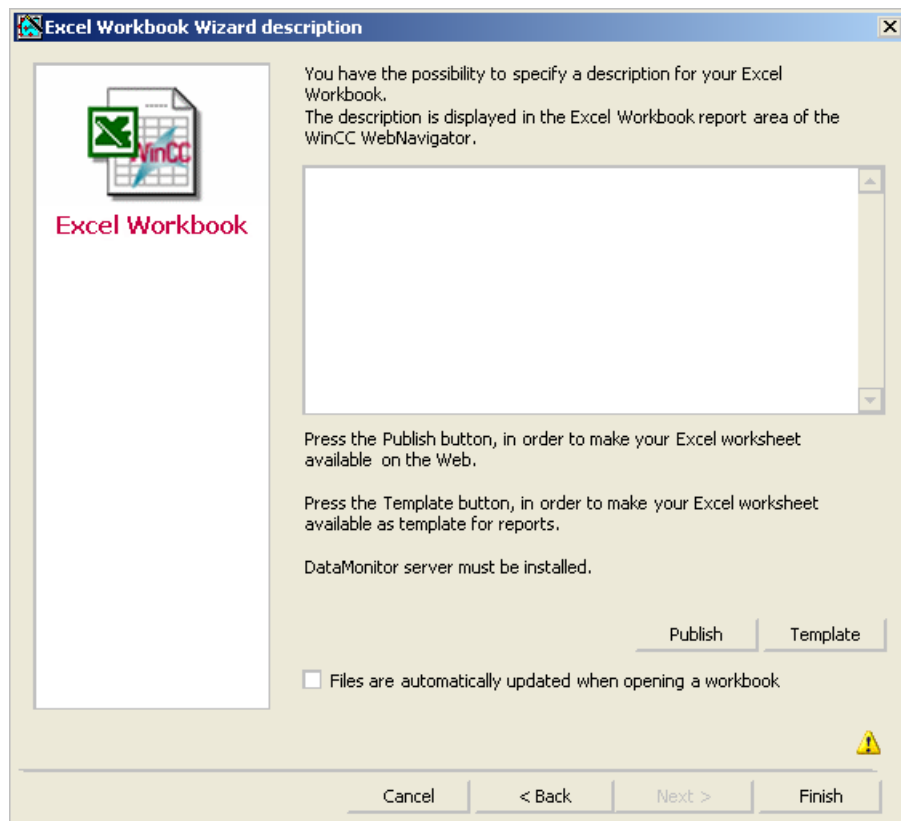 Excel Workbook Wizard description
You have the possibility to specify a description for your Excel
Workbook.
The description is displayed in the Excel Workbook report area of the
WinCC WebNavigator.
WinCC
Excel Workbook
Press the Publish button, in order to make your Excel worksheet
available on the Web.
Press the Template button, in order to make your Excel worksheet
available as template for reports.
DataMonitor server must be installed.
Publish
Template
Files are automatically updated when opening a workbook
Cancel
< Back
Next >
Finish